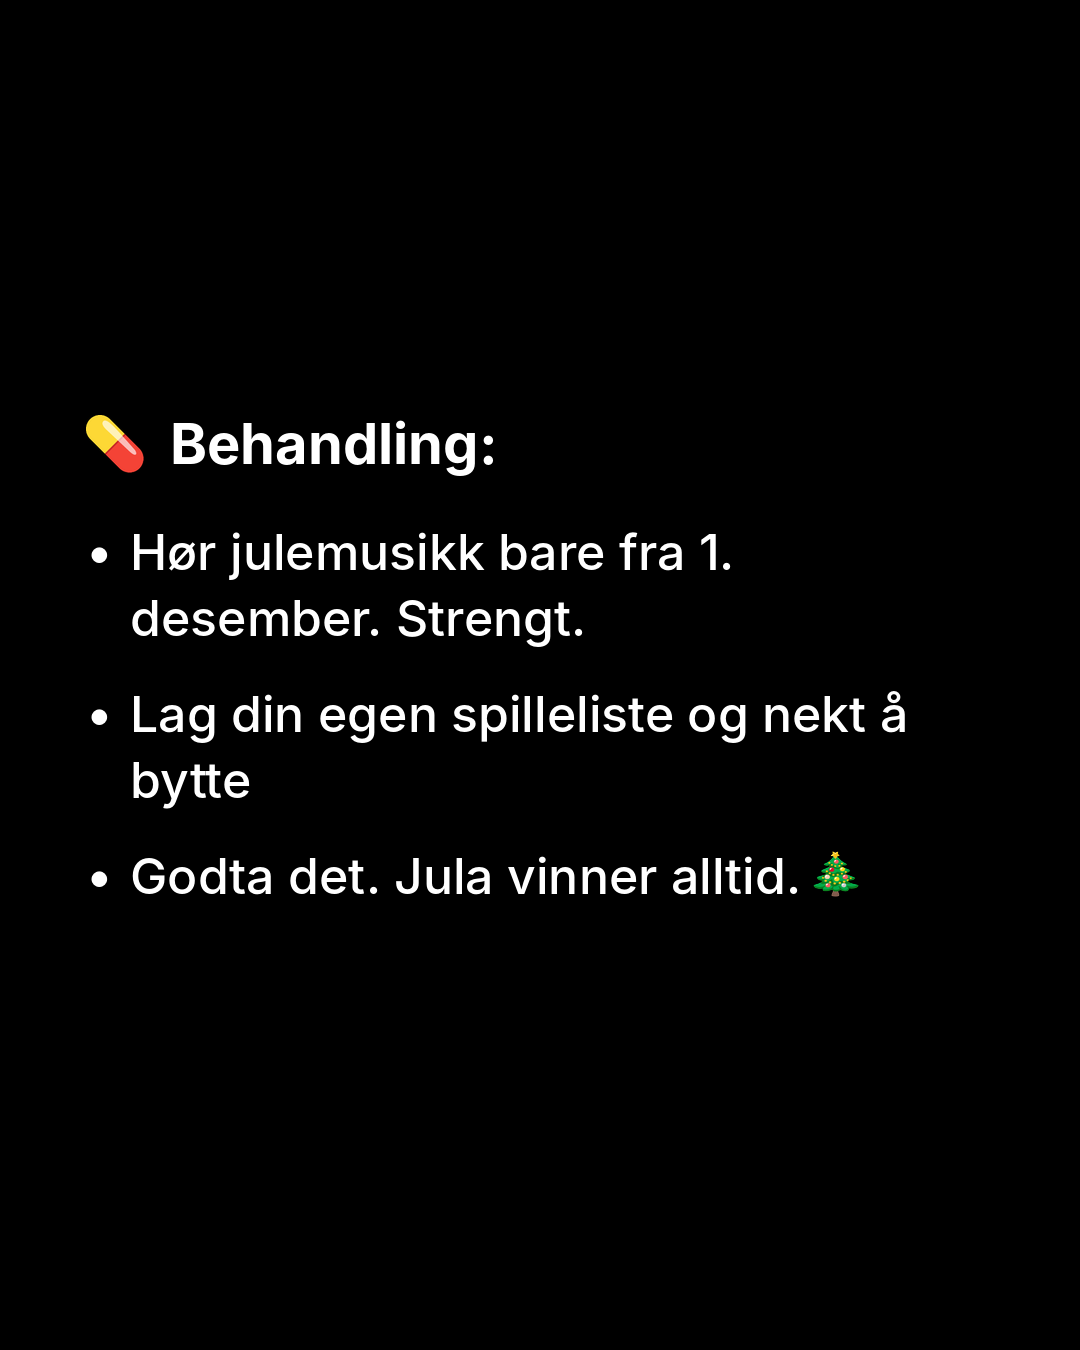 💊 Behandling:
• Hør julemusikk bare fra 1.
desember. Strengt.
• Lag din egen spilleliste og nekt å
bytte
• Godta det. Jula vinner alltid. 🎄